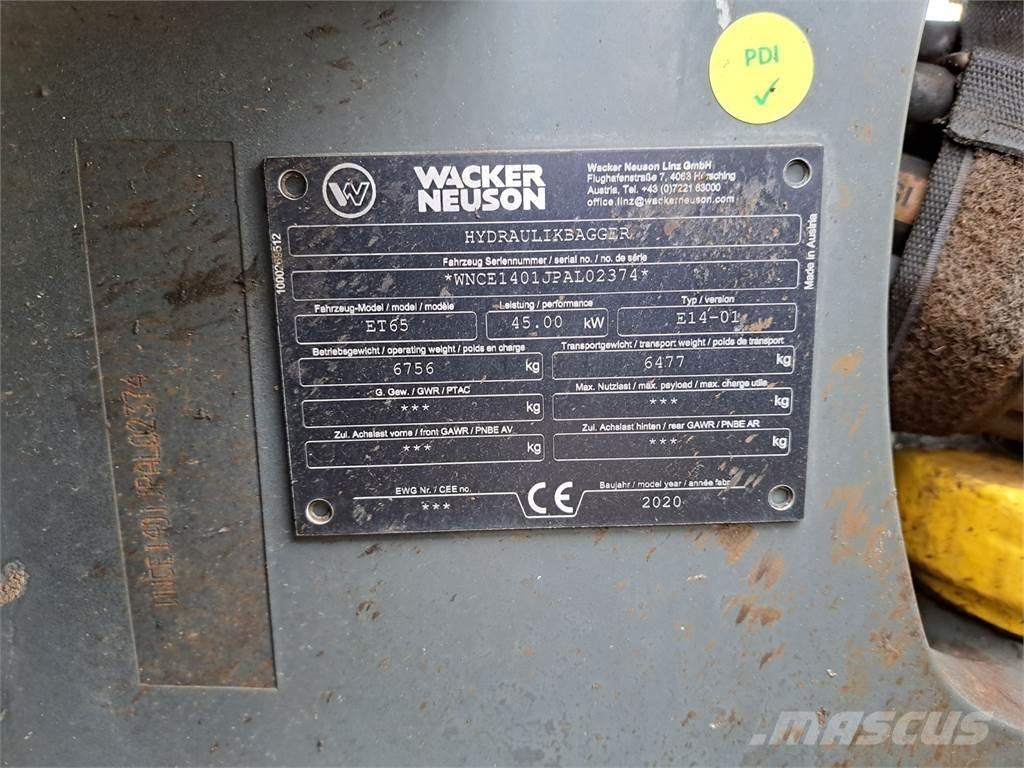 PDI
WACKER
NEUSON
Wacker Neuson Linz GmbH
Flughafenstraße 7, 4063 Hörsching
Austria, Tel. +43 (0)7221 63000
office.linz@wackerneuson.com
HYDRAULIKBAGGER
Fahrzeug Seriennummer / serial no. / no. de série
*WNCE1401JPAL02374*
Fahrzeug-Model / model / modèle
Leistung / performance
Typ / version
ET65
45.00 kW
E14-01
Betriebsgewicht / operating weight / poids en charge
Transportgewicht / transport weight / poids de transport
6756 kg
6477 kg
G. Gew. / GWR / PTAC
Max. Nutzlast / max. payload / max. charge utile
*** kg
*** kg
Zul. Achslast vorne / front GAWR / PNBE AV
Zul. Achslast hinten / rear GAWR / PNBE AR
*** kg
*** kg
EWG Nr. / CEE no.
***
CE
Baujahr / model year / année fabr.
2020
Made in Austria
WNCE1401JPAL02374
MASCUS